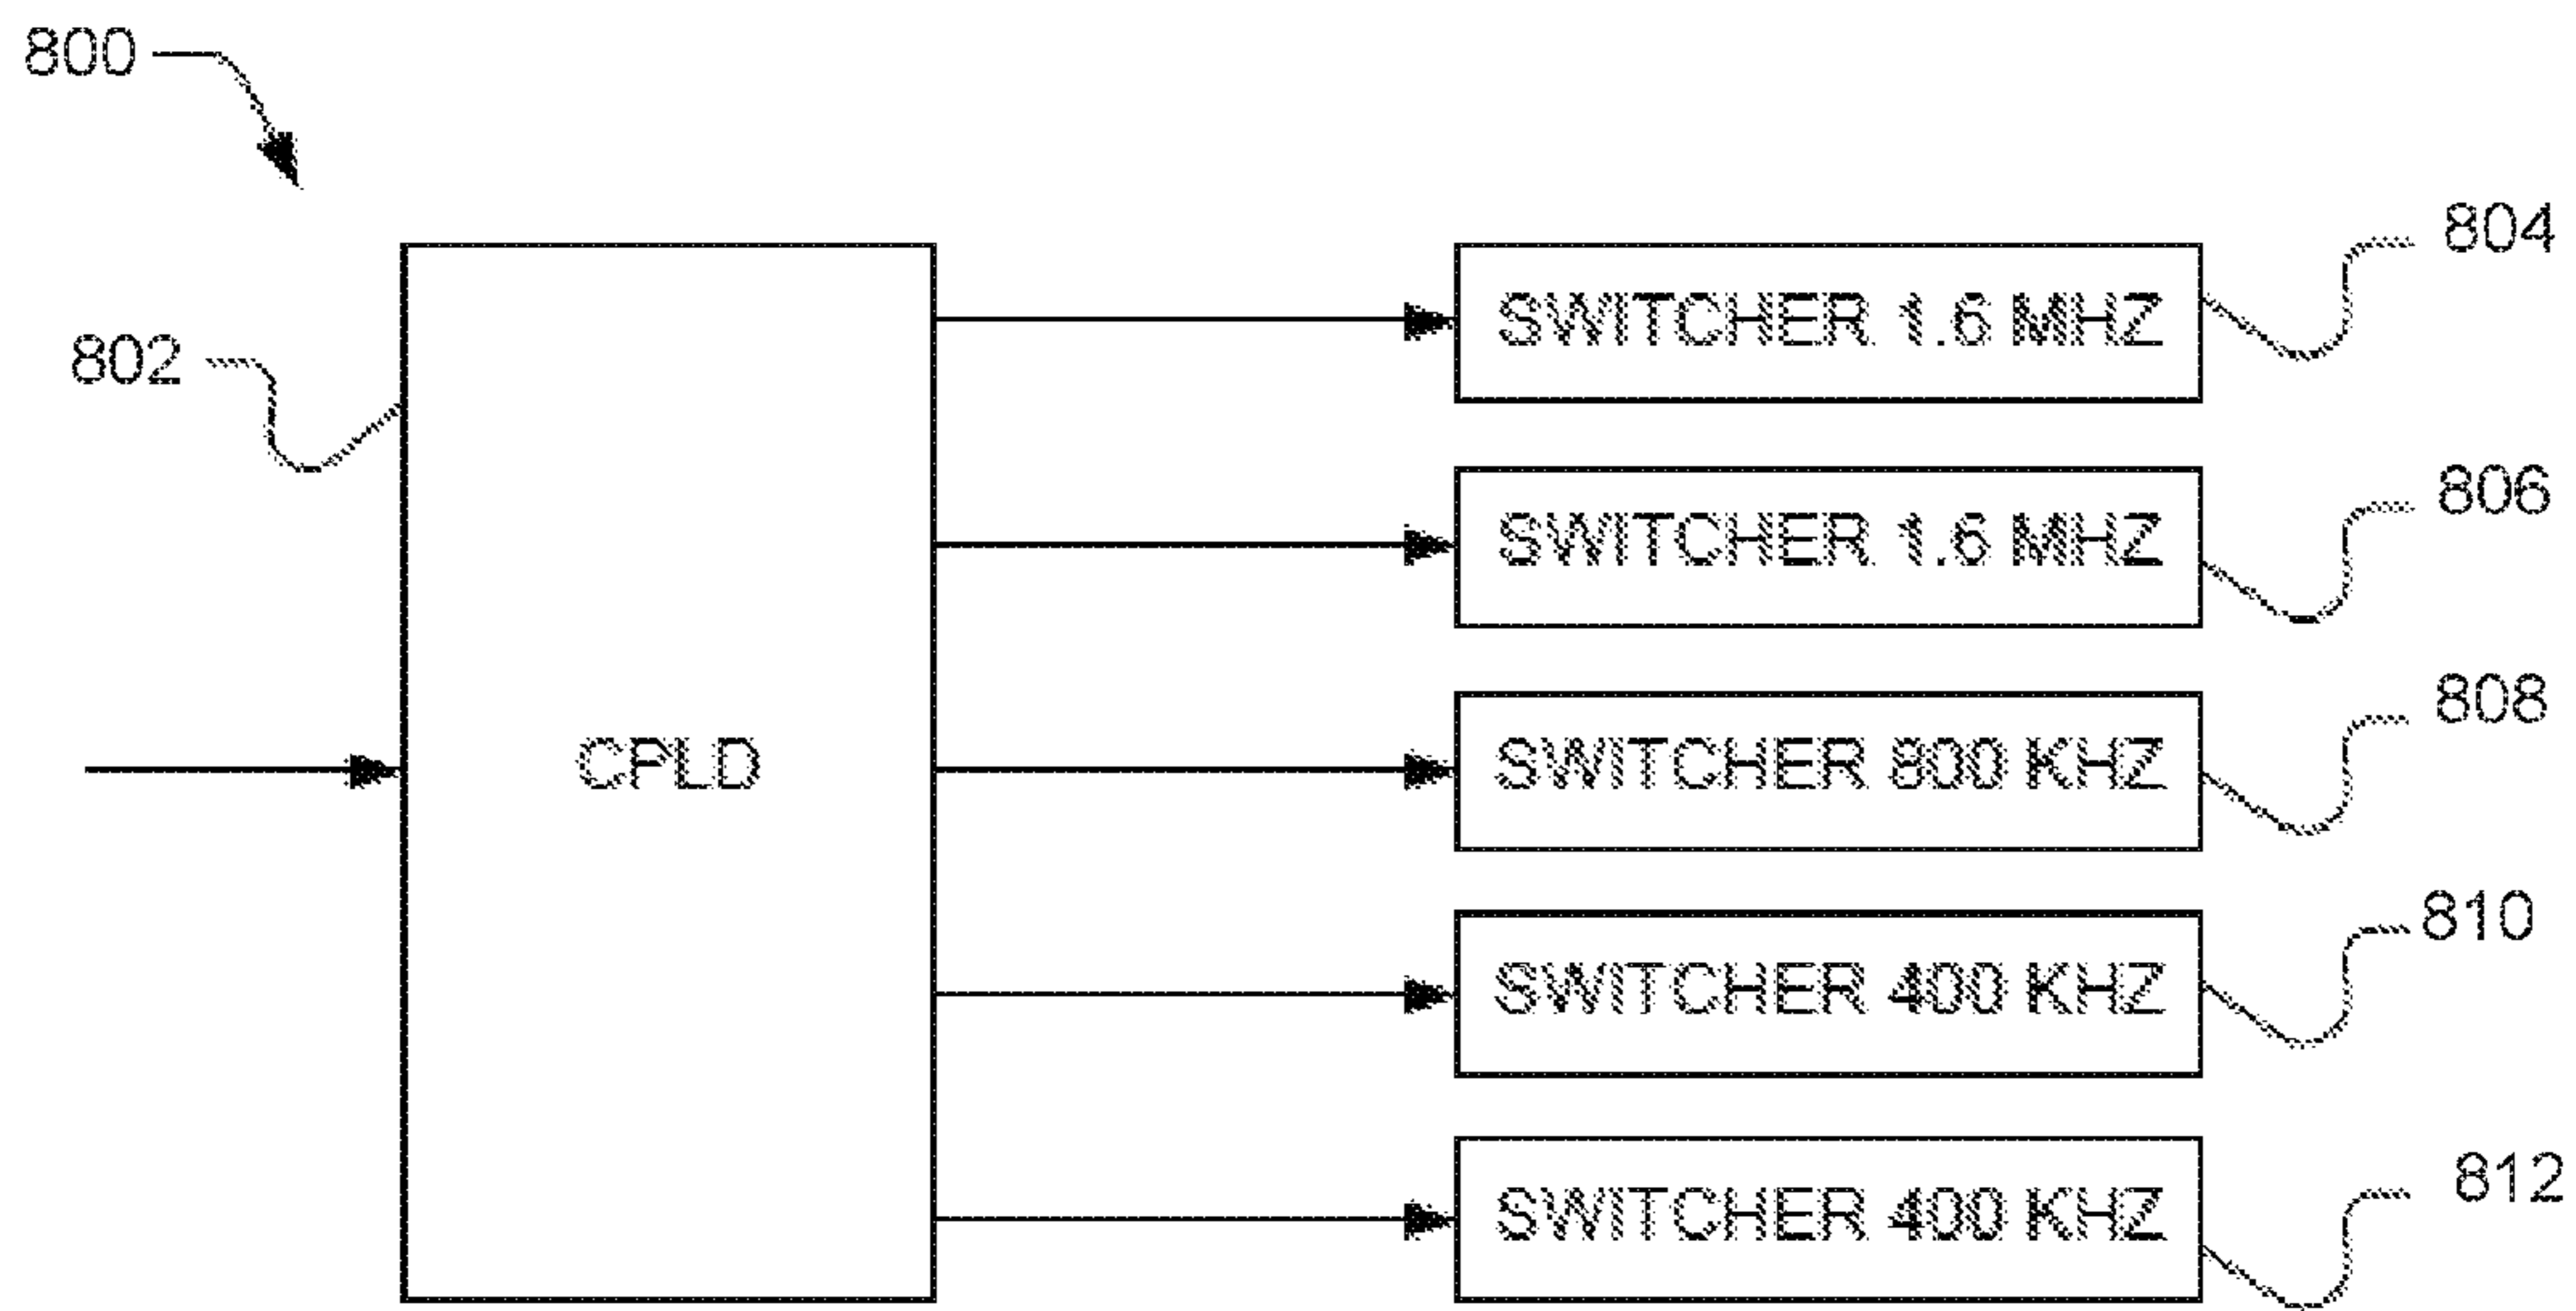 800
804
SWITCHER 1.6 MHZ
802
806
SWITCHER 1.6 MHZ
808
CPLD
SWITCHER 800 KHZ
810
SWITCHER 400 KHZ
812
SWITCHER 400 KHZ